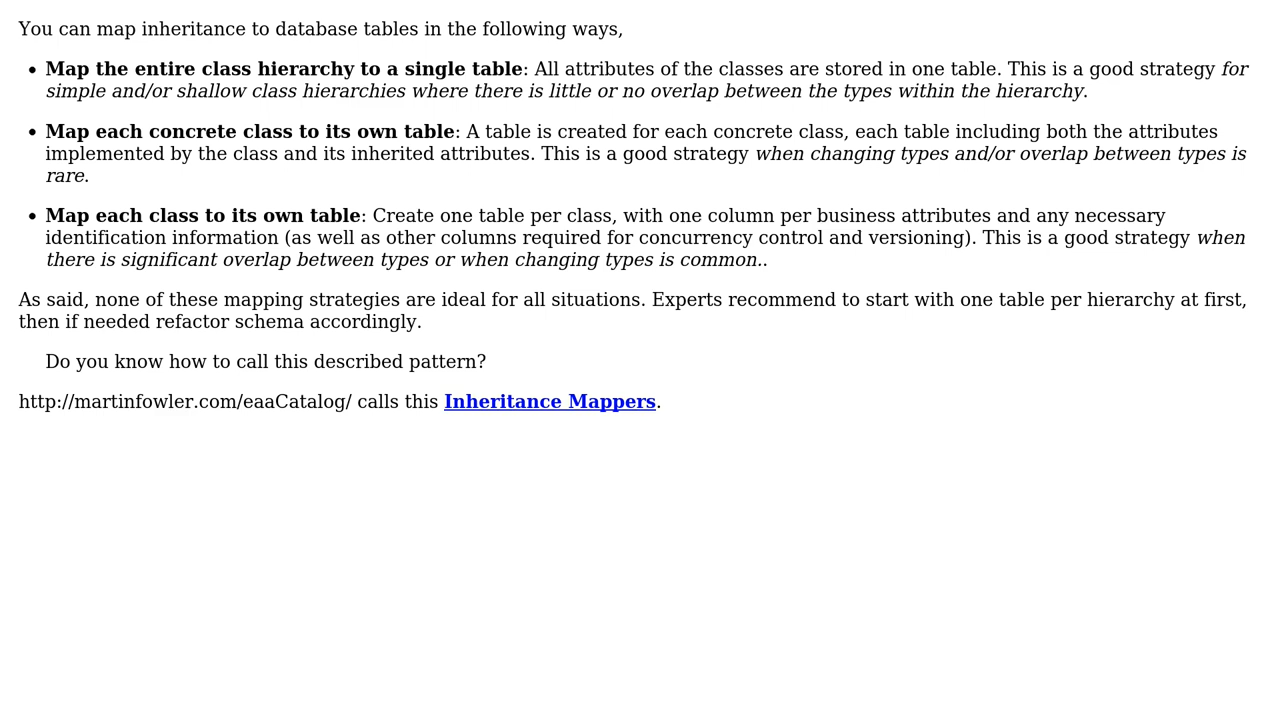 You can map inheritance to database tables in the following ways,
• Map the entire class hierarchy to a single table: All attributes of the classes are stored in one table. This is a good strategy for
simple and/or shallow class hierarchies where there is little or no overlap between the types within the hierarchy.
• Map each concrete class to its own table: A table is created for each concrete class, each table including both the attributes
implemented by the class and its inherited attributes. This is a good strategy when changing types and/or overlap between types is
rare.
• Map each class to its own table: Create one table per class, with one column per business attributes and any necessary
identification information (as well as other columns required for concurrency control and versioning). This is a good strategy when
there is significant overlap between types or when changing types is common..
As said, none of these mapping strategies are ideal for all situations. Experts recommend to start with one table per hierarchy at first,
then if needed refactor schema accordingly.
Do you know how to call this described pattern?
http://martinfowler.com/eaaCatalog/ calls this Inheritance Mappers.